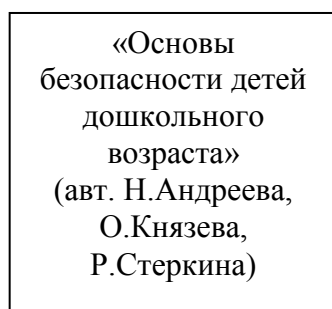 «Основы
безопасности детей
дошкольного
возраста»
(авт. Н.Андреева,
О.Князева,
Р.Стеркина)